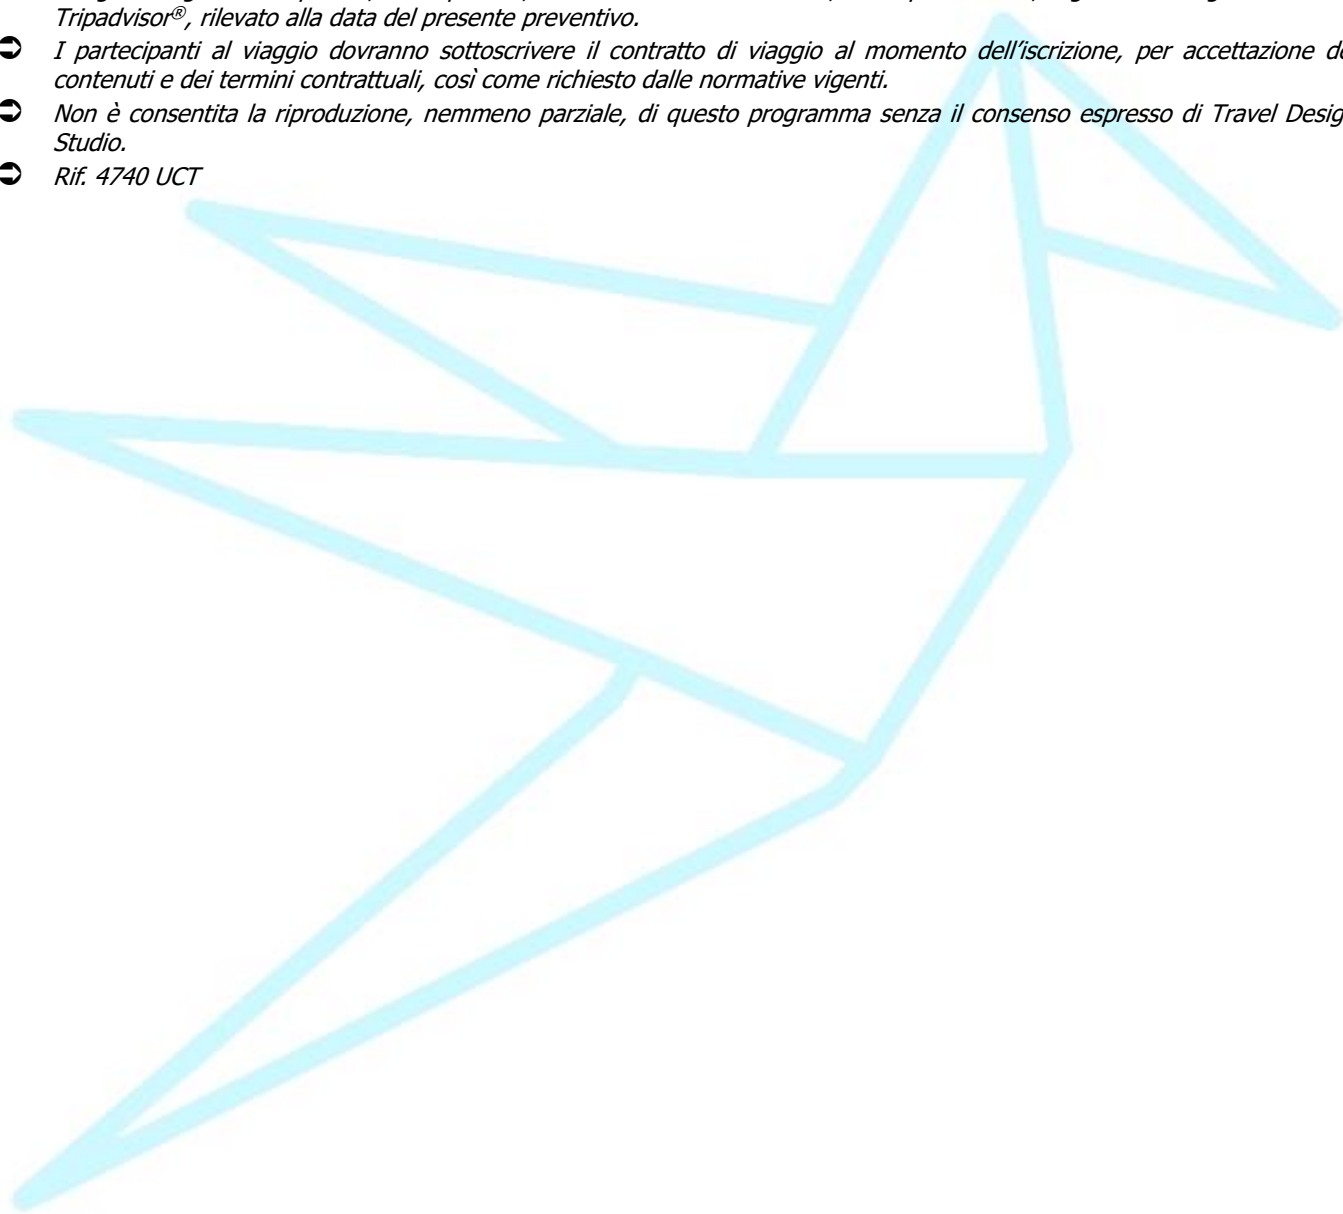 Tripadvisor®, rilevato alla data del presente preventivo.
➲ I partecipanti al viaggio dovranno sottoscrivere il contratto di viaggio al momento dell'iscrizione, per accettazione
contenuti e dei termini contrattuali, così come richiesto dalle normative vigenti.
➲ Non è consentita la riproduzione, nemmeno parziale, di questo programma senza il consenso espresso di Travel Desig
Studio.
➲ Rif. 4740 UCT